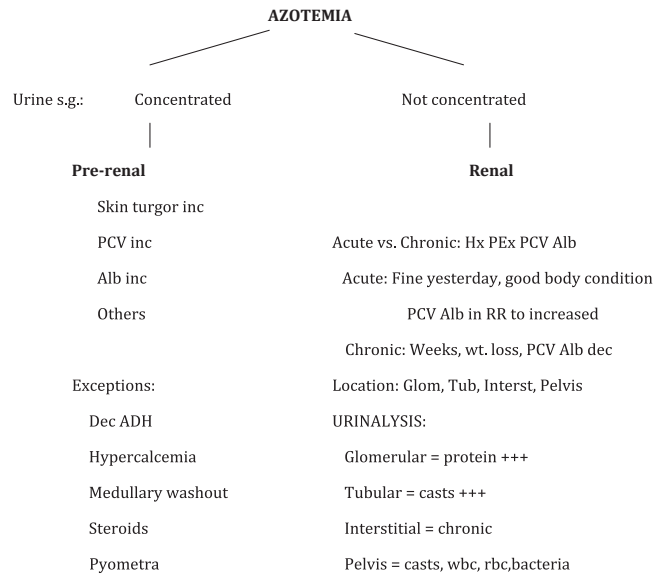 AZOTEMIA
Urine s.g.: Concentrated Not concentrated
Pre-renal Renal
Skin turgor inc
PCV inc Acute vs. Chronic: Hx PEx PCV Alb
Alb inc Acute: Fine yesterday, good body condition
Others PCV Alb in RR to increased
Chronic: Weeks, wt. loss, PCV Alb dec
Exceptions: Location: Glom, Tub, Interst, Pelvis
Dec ADH URINALYSIS:
Hypercalcemia Glomerular = protein +++
Medullary washout Tubular = casts +++
Steroids Interstitial = chronic
Pyometra Pelvis = casts, wbc, rbc,bacteria